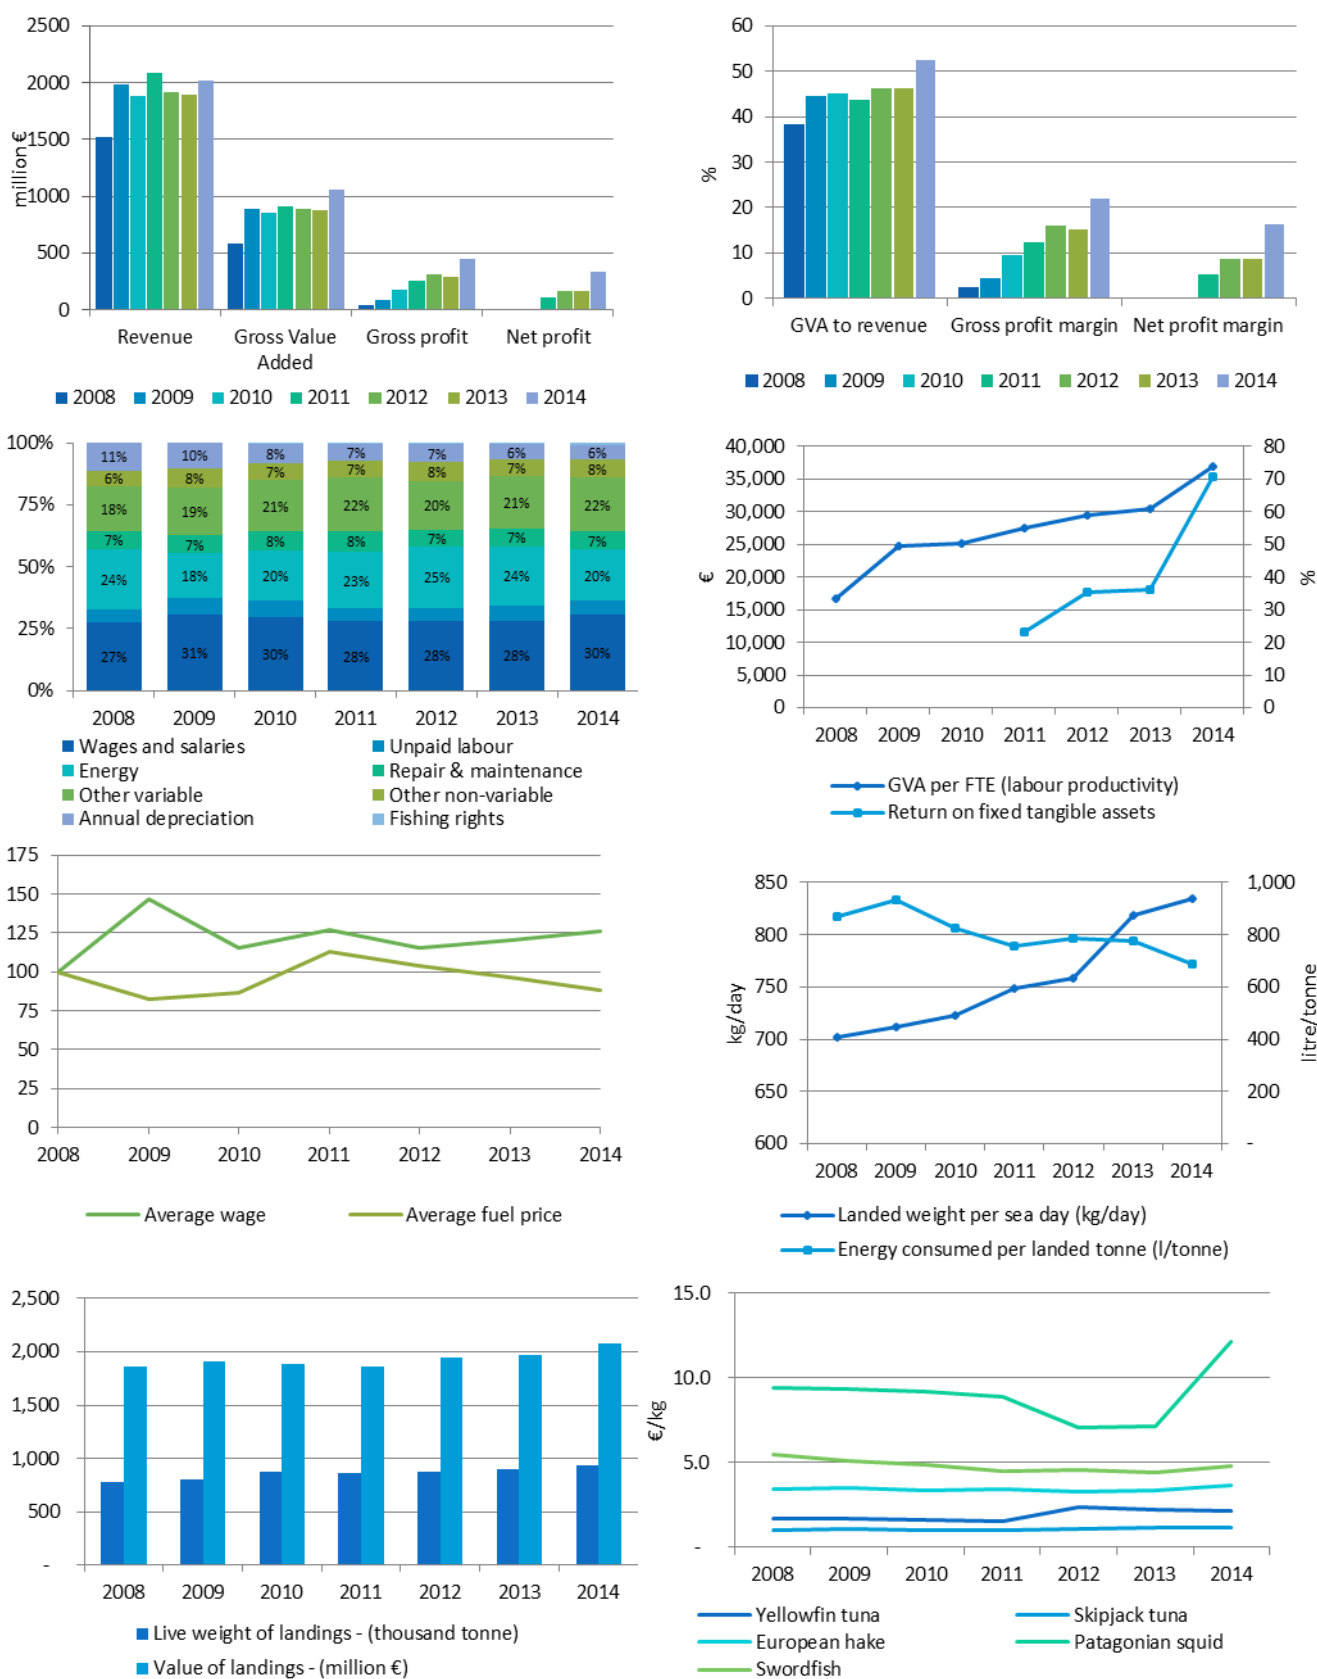 2500
2000
1500
1000
500
0
million €
Revenue
Gross Value
Added
Gross profit
Net profit
2008 2009 2010 2011 2012 2013 2014
60
50
40
30
20
10
0
%
GVA to revenue
Gross profit margin
Net profit margin
2008 2009 2010 2011 2012 2013 2014
100%
75%
50%
25%
0%
11% 10% 8% 7% 7% 6% 6%
6% 8% 7% 7% 8% 7% 8%
18% 19% 21% 22% 20% 21% 22%
7% 7% 8% 8% 7% 7% 7%
24% 18% 20% 23% 25% 24% 20%
27% 31% 30% 28% 28% 28% 30%
2008 2009 2010 2011 2012 2013 2014
Wages and salaries
Unpaid labour
Energy
Repair & maintenance
Other variable
Other non-variable
Annual depreciation
Fishing rights
40,000
35,000
30,000
25,000
20,000
15,000
10,000
5,000
0
€
80
70
60
50
40
30
20
10
0
%
2008 2009 2010 2011 2012 2013 2014
GVA per FTE (labour productivity)
Return on fixed tangible assets
175
150
125
100
75
50
25
0
2008 2009 2010 2011 2012 2013 2014
Average wage
Average fuel price
850
800
750
700
650
600
kg/day
1,000
800
600
400
200
-
litre/tonne
2008 2009 2010 2011 2012 2013 2014
Landed weight per sea day (kg/day)
Energy consumed per landed tonne (l/tonne)
2,500
2,000
1,500
1,000
500
-
2008 2009 2010 2011 2012 2013 2014
Live weight of landings - (thousand tonne)
Value of landings - (million €)
15.0
10.0
5.0
-
€/kg
2008 2009 2010 2011 2012 2013 2014
Yellowfin tuna
Skipjack tuna
European hake
Patagonian squid
Swordfish